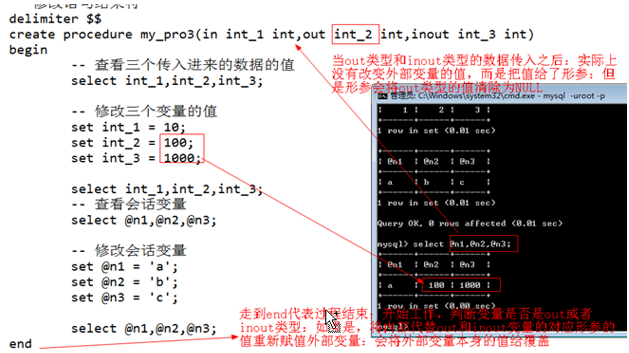 delimiter $$
create procedure my_pro3(in int_1 int,out int_2 int,inout int_3 int)
begin
-- 查看三个传入进来的数据的值
select int_1,int_2,int_3;
-- 修改三个变量的值
set int_1 = 10;
set int_2 = 100;
set int_3 = 1000;
select int_1,int_2,int_3;
-- 查看会话变量
select @n1,@n2,@n3;
-- 修改会话变量
set @n1 = 'a';
set @n2 = 'b';
set @n3 = 'c';
select @n1,@n2,@n3;
end
当out类型和inout类型的数据传入之后：实际上
没有改变外部变量的值，而是把值给了形参：但
是形参会将out类型的值清除为NULL
管理员: C:\Windows\system32\cmd.exe - mysql -uroot -p
| 1 | 2 | 3 |
1 row in set (0.01 sec)
| @n1 | @n2 | @n3 |
| a | b | c |
1 row in set (0.01 sec)
Query OK, 0 rows affected (0.01 sec)
mysql> select @n1,@n2,@n3;
| @n1 | @n2 | @n3 |
| a | 100 | 1000 |
1 row in set (0.00 sec)
mysql>
走到end代表过程结束：开始工作，判断变量是否是out或者
inout类型：如果是，将 代替out和inout变量的对应形参的
值重新赋值外部变量：会将外部变量本身的值给覆盖